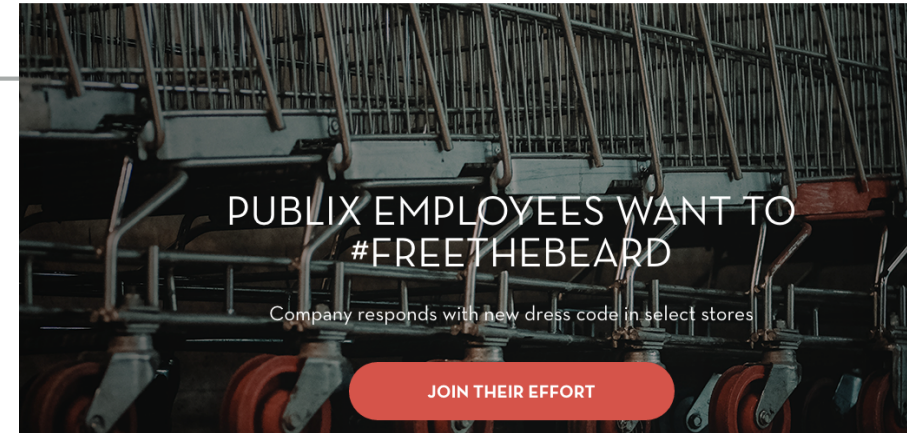 PUBLIX EMPLOYEES WANT TO
#FREETHEBEARD
Company responds with new dress code in select stores
JOIN THEIR EFFORT